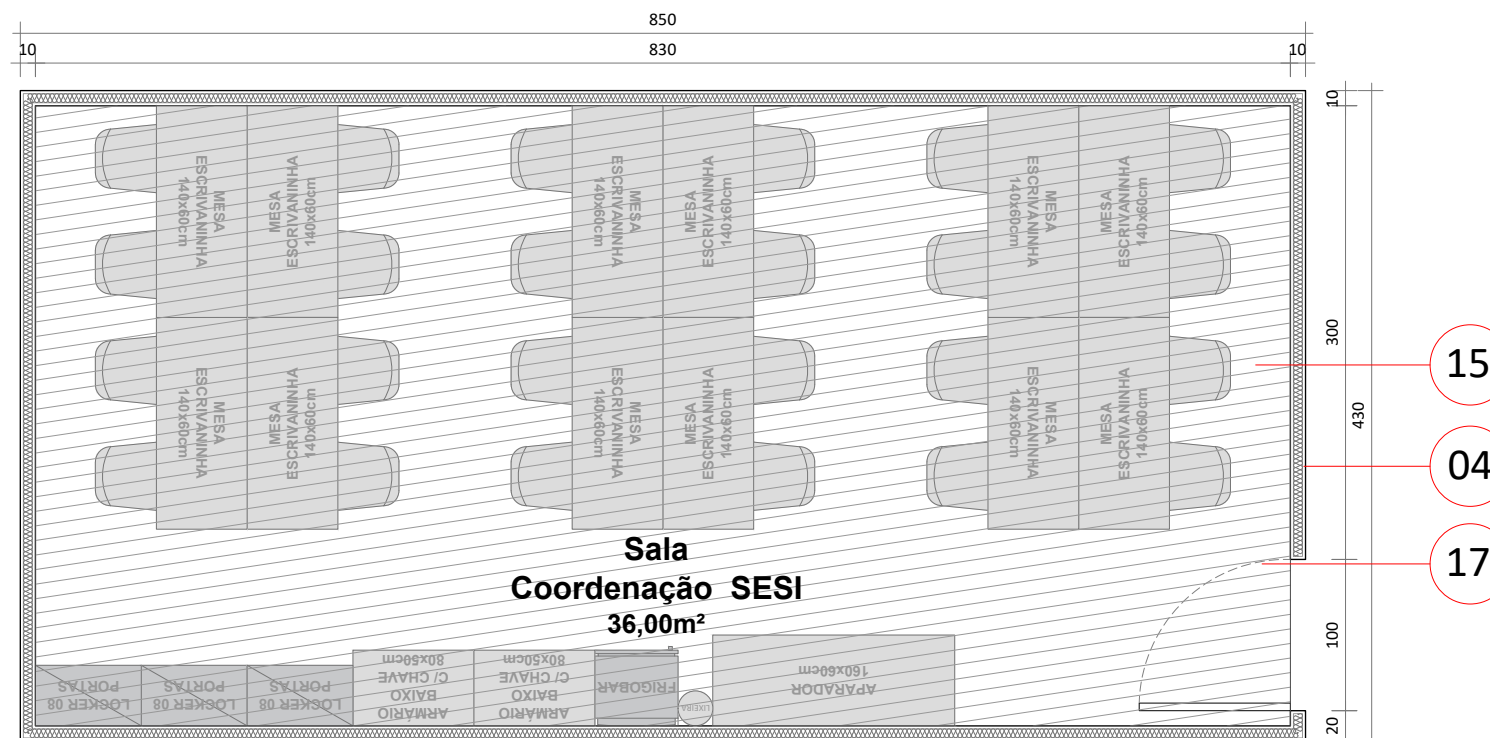 850
10
830
10
10
MESA
ESCRIVANINHA
140x60cm
MESA
ESCRIVANINHA
140x60cm
MESA
ESCRIVANINHA
140x60cm
MESA
ESCRIVANINHA
140x60cm
MESA
ESCRIVANINHA
140x60cm
MESA
ESCRIVANINHA
140x60cm
300
15
MESA
ESCRIVANINHA
140x60cm
MESA
ESCRIVANINHA
140x60cm
MESA
ESCRIVANINHA
140x60cm
MESA
ESCRIVANINHA
140x60cm
MESA
ESCRIVANINHA
140x60cm
MESA
ESCRIVANINHA
140x60cm
430
04
17
Sala
Coordenação SESI
36,00m²
100
LOCKER 08
PORTAS
LOCKER 08
PORTAS
LOCKER 08
PORTAS
ARMÁRIO
BAIXO
C/ CHAVE
80x50cm
ARMÁRIO
BAIXO
C/ CHAVE
80x50cm
FRIGOBAR
LIXEIRA
APARADOR
160x60cm
20